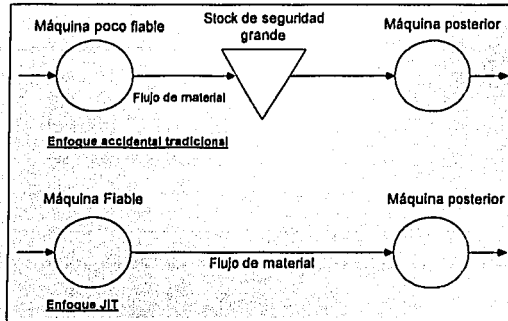 Máquina poco fiable
Stock de seguridad
grande
Máquina posterior
Flujo de material
Enfoque accidental tradicional
Máquina Fiable
Máquina posterior
Flujo de material
Enfoque JIT